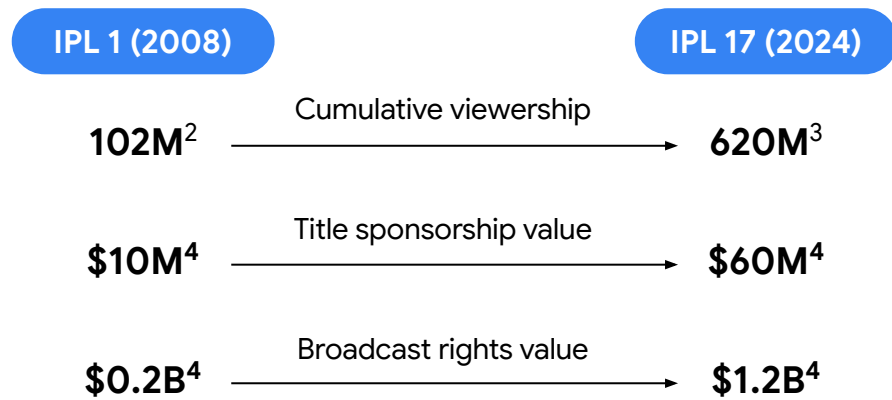 IPL 1 (2008)
IPL 17 (2024)
Cumulative viewership
102M²
620M³
Title sponsorship value
$10M⁴
$60M⁴
Broadcast rights value
$0.2B⁴
$1.2B⁴